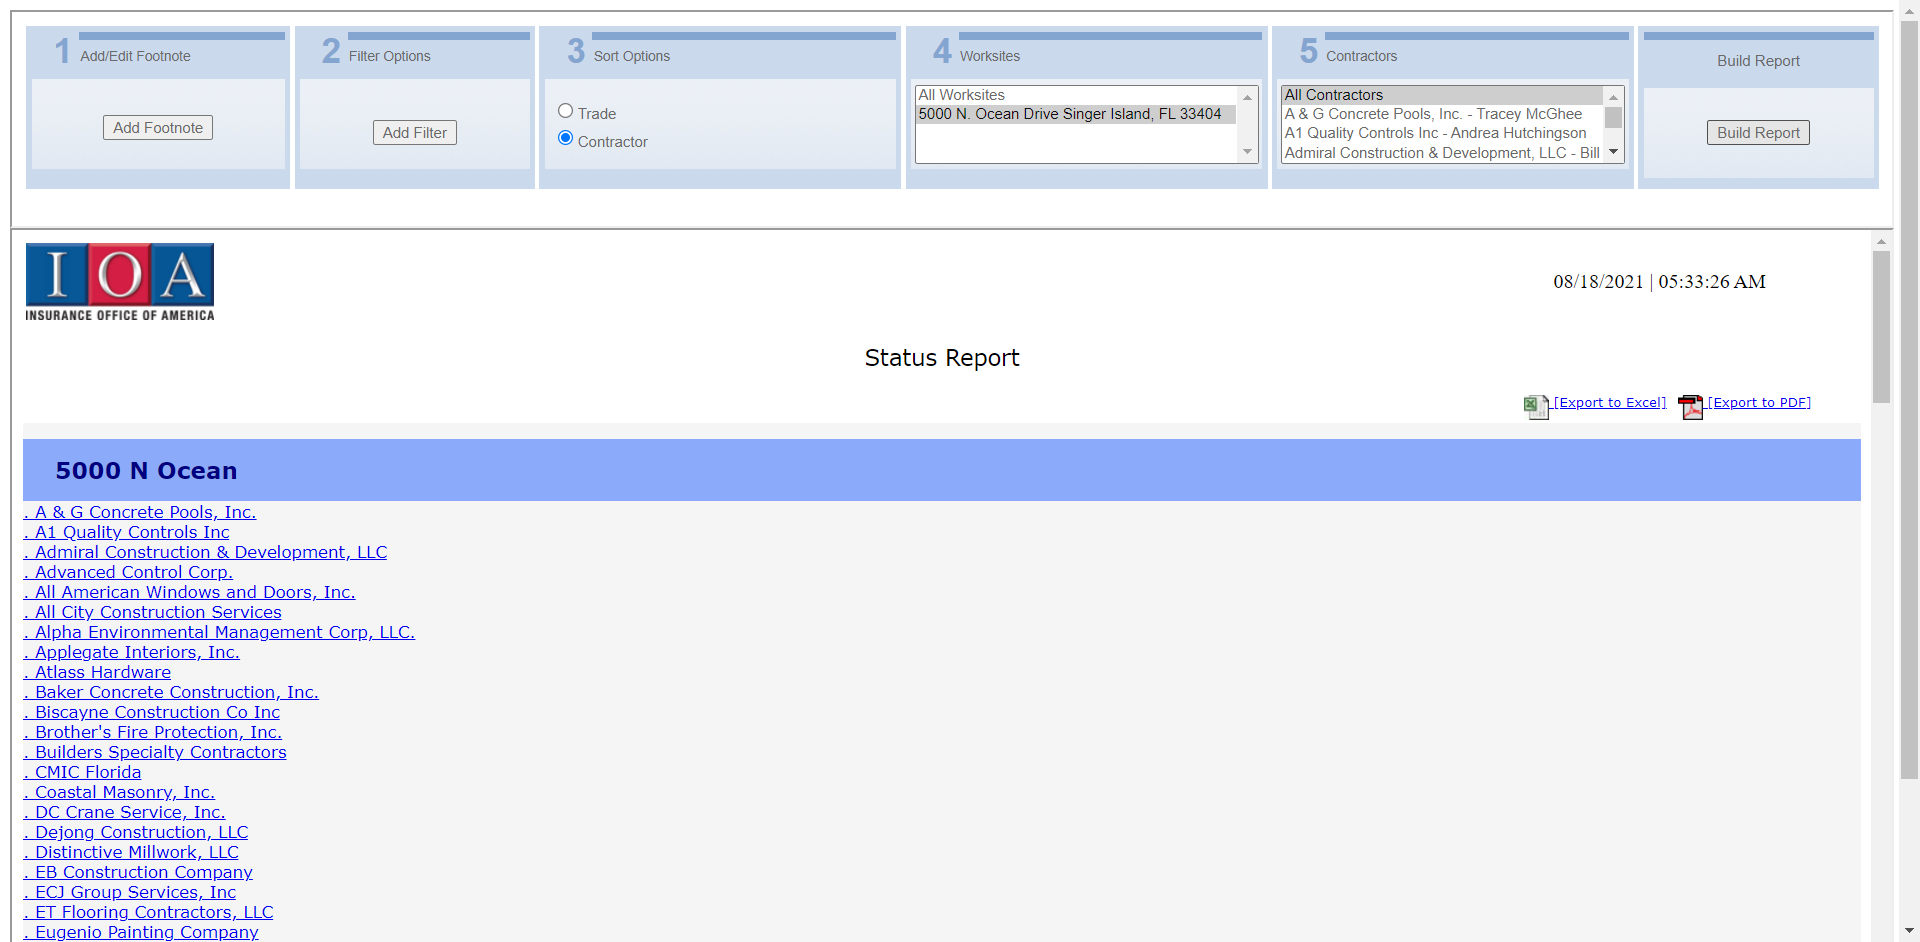 1 Add/Edit Footnote
Add Footnote
2 Filter Options
Add Filter
3 Sort Options
Trade
Contractor
4 Worksites
All Worksites
5000 N. Ocean Drive Singer Island, FL 33404
5 Contractors
All Contractors
A & G Concrete Pools, Inc. - Tracey McGhee
A1 Quality Controls Inc - Andrea Hutchingson
Admiral Construction & Development, LLC - Bill
Build Report
Build Report
IOA
INSURANCE OFFICE OF AMERICA
08/18/2021 | 05:33:26 AM
Status Report
[Export to Excel] [Export to PDF]
5000 N Ocean
. A & G Concrete Pools, Inc.
. A1 Quality Controls Inc
. Admiral Construction & Development, LLC
. Advanced Control Corp.
. All American Windows and Doors, Inc.
. All City Construction Services
. Alpha Environmental Management Corp, LLC.
. Applegate Interiors, Inc.
. Atlass Hardware
. Baker Concrete Construction, Inc.
. Biscayne Construction Co Inc
. Brother's Fire Protection, Inc.
. Builders Specialty Contractors
. CMIC Florida
. Coastal Masonry, Inc.
. DC Crane Service, Inc.
. Dejong Construction, LLC
. Distinctive Millwork, LLC
. EB Construction Company
. ECJ Group Services, Inc
. ET Flooring Contractors, LLC
. Eugenio Painting Company